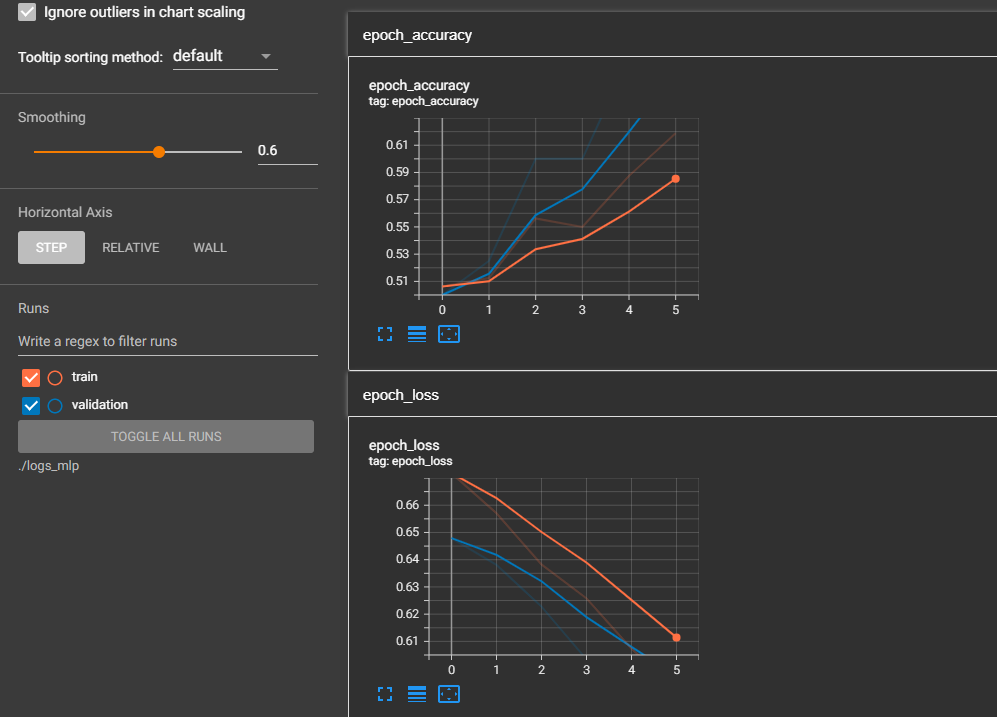 Ignore outliers in chart scaling
Tooltip sorting method: default
Smoothing
0.6
Horizontal Axis
STEP RELATIVE WALL
Runs
Write a regex to filter runs
train
validation
TOGGLE ALL RUNS
./logs_mlp
epoch_accuracy
epoch_accuracy
tag: epoch_accuracy
0.61
0.59
0.57
0.55
0.53
0.51
0 1 2 3 4 5
epoch_loss
epoch_loss
tag: epoch_loss
0.66
0.65
0.64
0.63
0.62
0.61
0 1 2 3 4 5